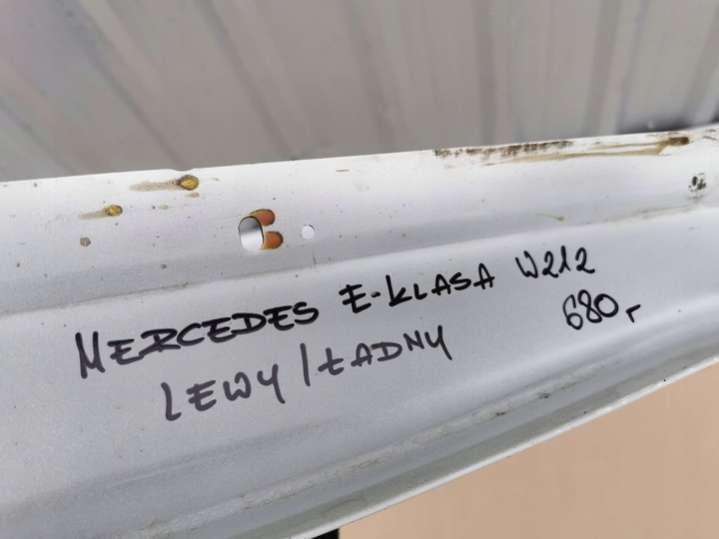 MERCEDES E-KLASA W212
680,-
LEWY/ŁADNY